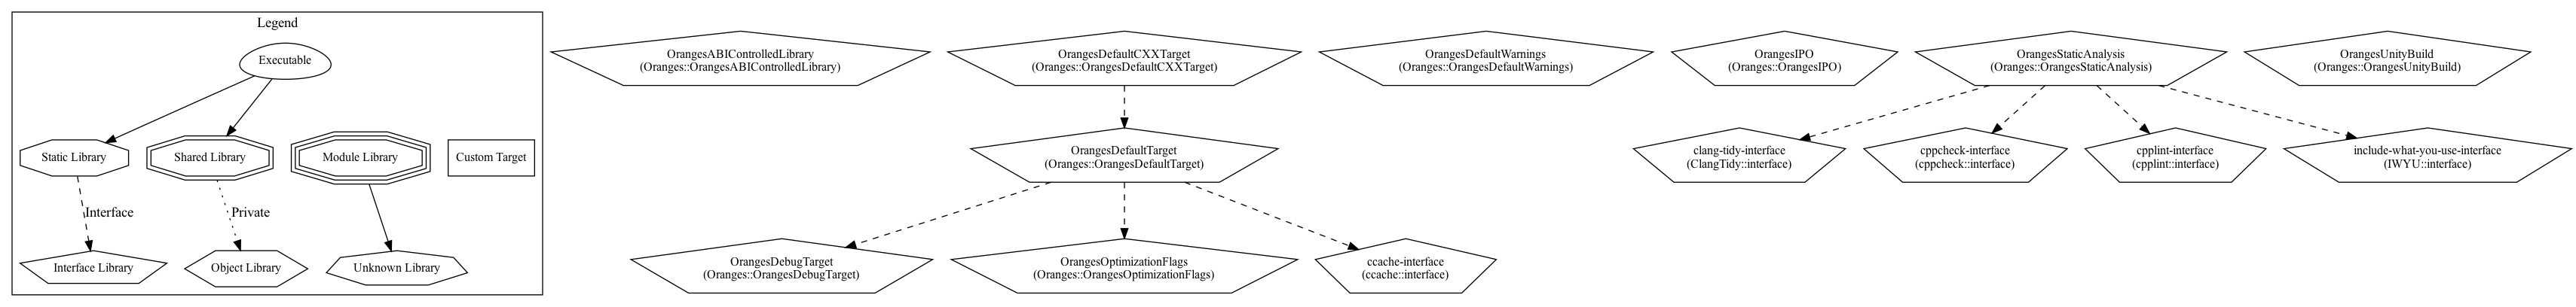 Legend
Executable
Static Library
Shared Library
Module Library
Custom Target
Interface
Private
Interface Library
Object Library
Unknown Library
OrangesABIControlledLibrary
(Oranges::OrangesABIControlledLibrary)
OrangesDefaultCXXTarget
(Oranges::OrangesDefaultCXXTarget)
OrangesDefaultWarnings
(Oranges::OrangesDefaultWarnings)
OrangesIPO
(Oranges::OrangesIPO)
OrangesStaticAnalysis
(Oranges::OrangesStaticAnalysis)
OrangesUnityBuild
(Oranges::OrangesUnityBuild)
OrangesDefaultTarget
(Oranges::OrangesDefaultTarget)
clang-tidy-interface
(ClangTidy::interface)
cppcheck-interface
(cppcheck::interface)
cpplint-interface
(cpplint::interface)
include-what-you-use-interface
(IWYU::interface)
OrangesDebugTarget
(Oranges::OrangesDebugTarget)
OrangesOptimizationFlags
(Oranges::OrangesOptimizationFlags)
ccache-interface
(ccache::interface)